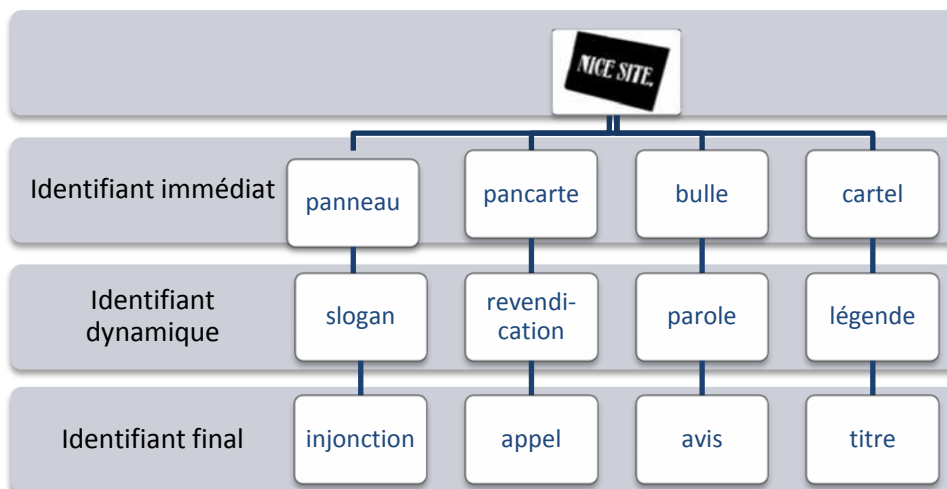 NICE SITE.
Identifiant immédiat
panneau
pancarte
bulle
cartel
Identifiant
dynamique
slogan
revendi-
cation
parole
légende
Identifiant final
injonction
appel
avis
titre